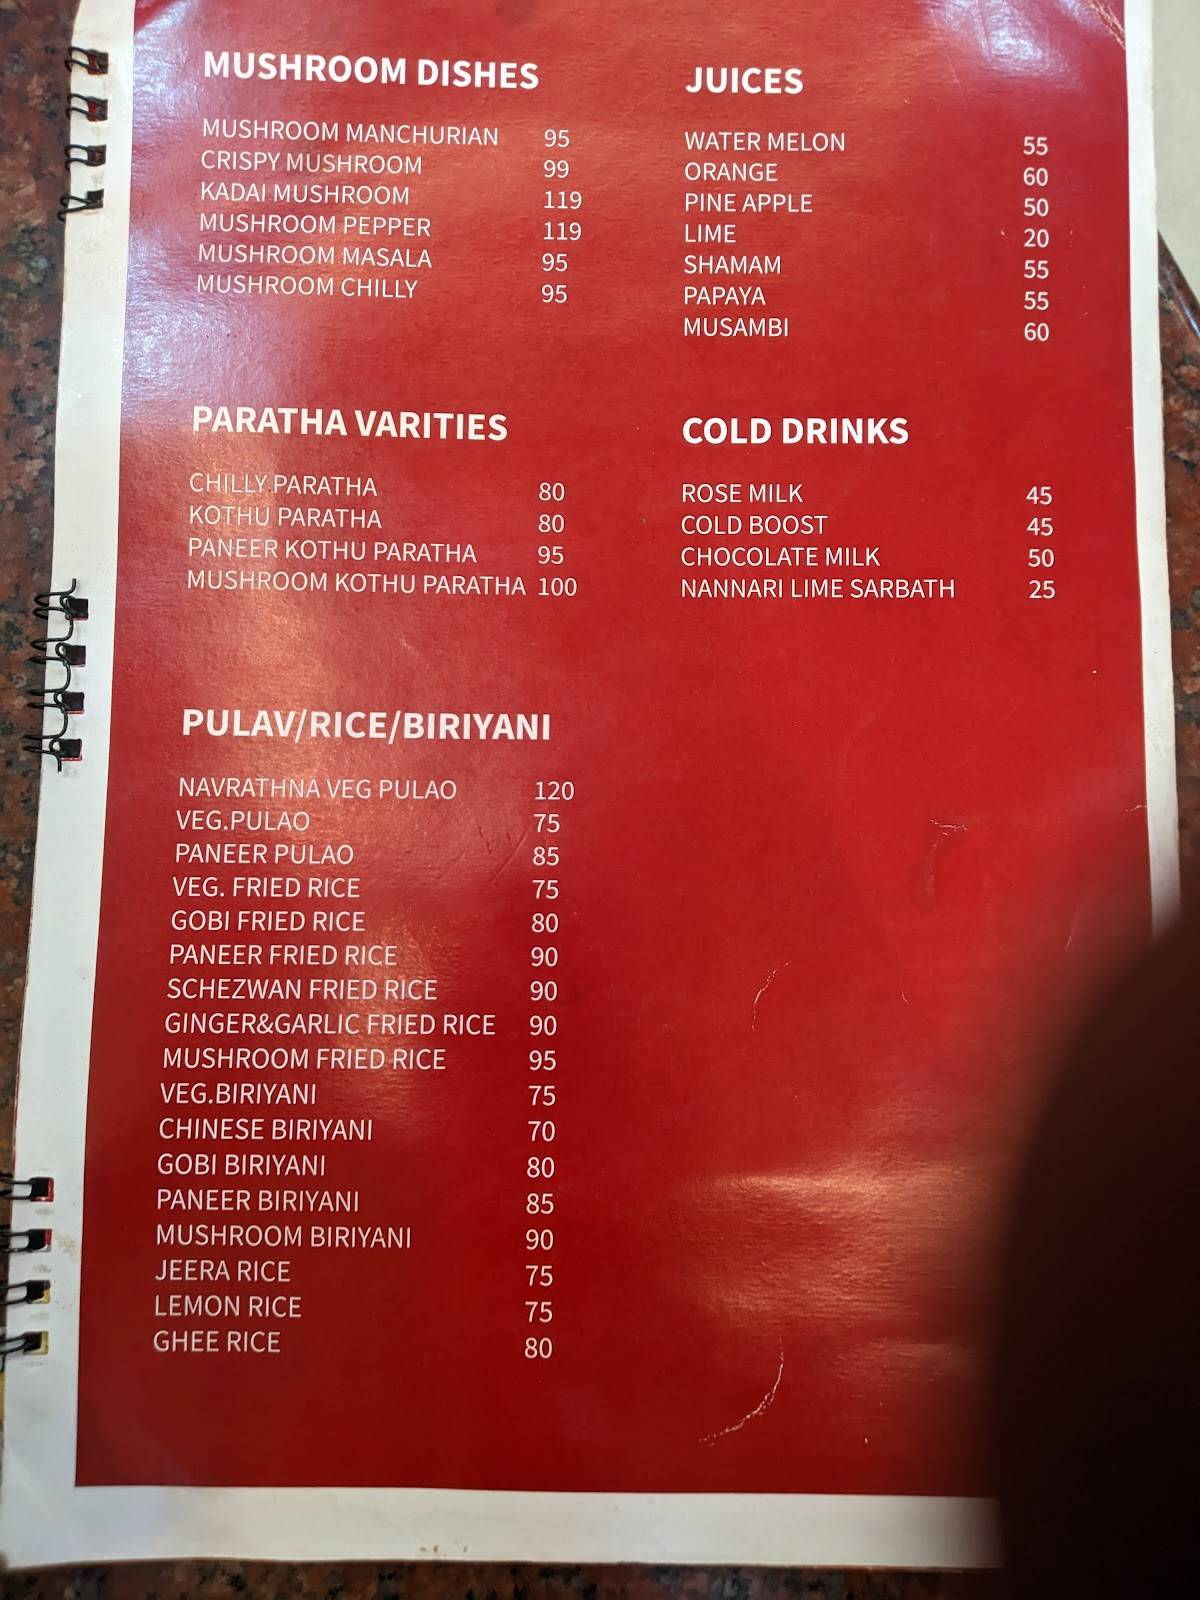 MUSHROOM DISHES
MUSHROOM MANCHURIAN 95
CRISPY MUSHROOM 99
KADAI MUSHROOM 119
MUSHROOM PEPPER 119
MUSHROOM MASALA 95
MUSHROOM CHILLY 95
JUICES
WATER MELON 55
ORANGE 60
PINE APPLE 50
LIME 20
SHAMAM 55
PAPAYA 55
MUSAMBI 60
PARATHA VARITIES
CHILLY.PARATHA 80
KOTHU PARATHA 80
PANEER KOTHU PARATHA 95
MUSHROOM KOTHU PARATHA 100
COLD DRINKS
ROSE MILK 45
COLD BOOST 45
CHOCOLATE MILK 50
NANNARI LIME SARBATH 25
PULAV/RICE/BIRIYANI
NAVRATHNA VEG PULAO 120
VEG.PULAO 75
PANEER PULAO 85
VEG. FRIED RICE 75
GOBI FRIED RICE 80
PANEER FRIED RICE 90
SCHEZWAN FRIED RICE 90
GINGER&GARLIC FRIED RICE 90
MUSHROOM FRIED RICE 95
VEG.BIRIYANI 75
CHINESE BIRIYANI 70
GOBI BIRIYANI 80
PANEER BIRIYANI 85
MUSHROOM BIRIYANI 90
JEERA RICE 75
LEMON RICE 75
GHEE RICE 80